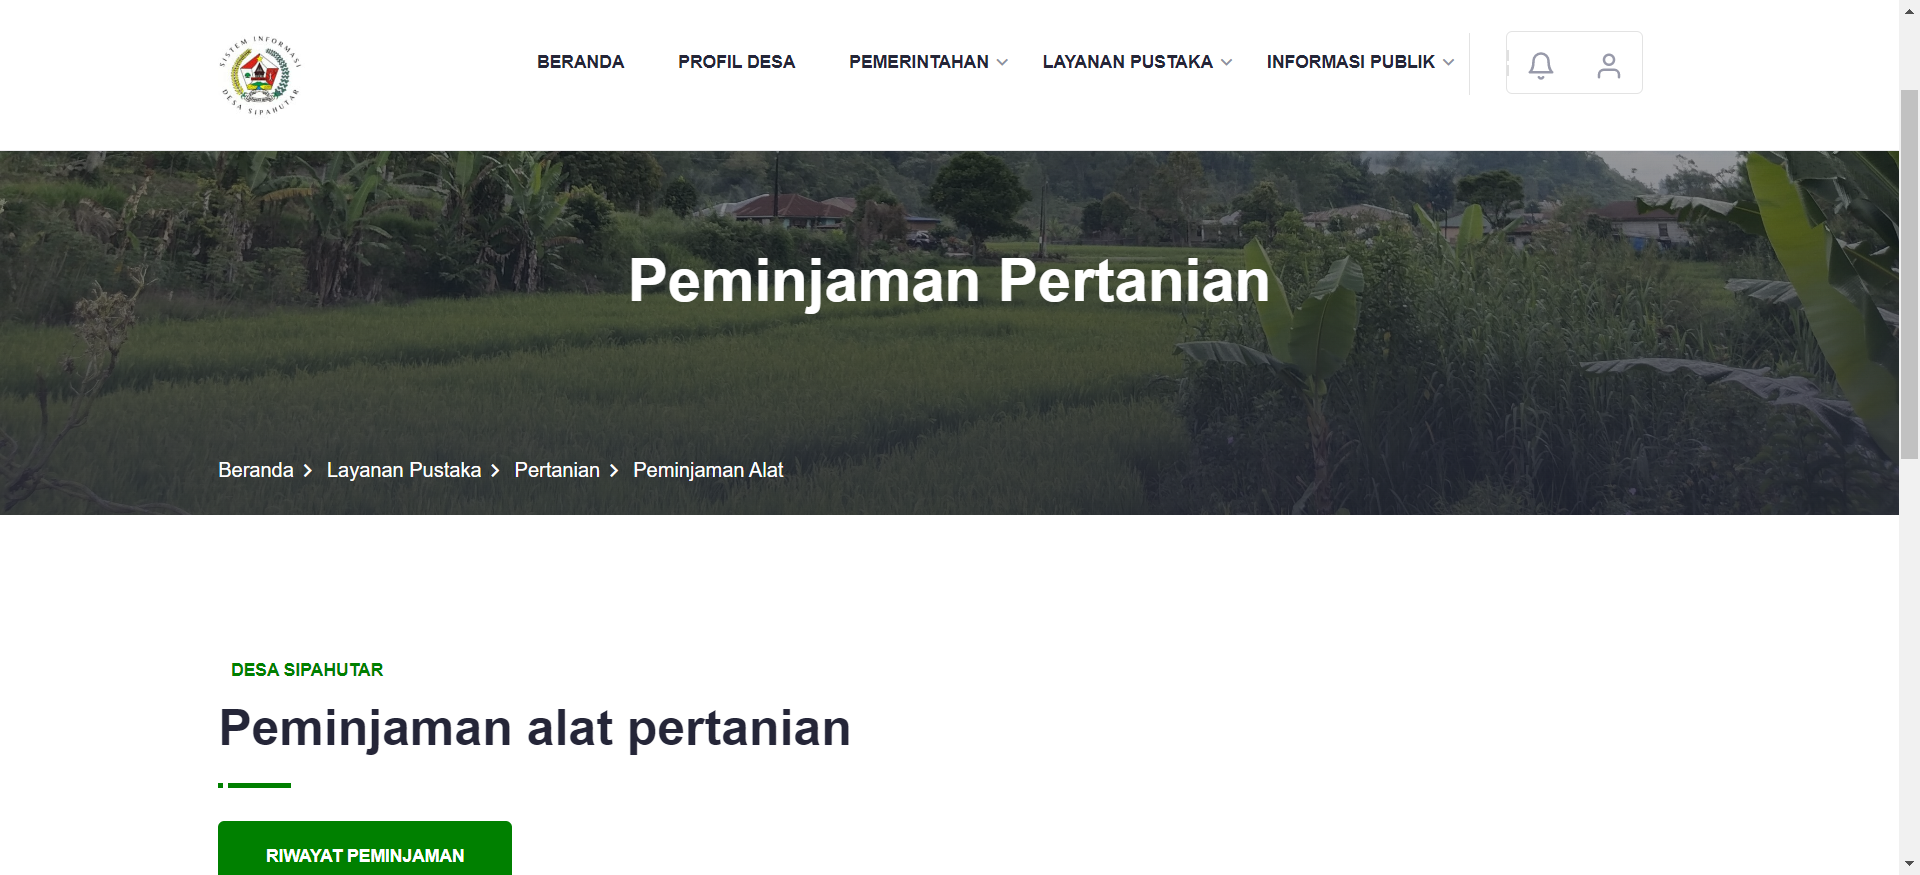 SISTEM INFORMASI
DESA SIPAHUTAR
BERANDA
PROFIL DESA
PEMERINTAHAN
LAYANAN PUSTAKA
INFORMASI PUBLIK
Peminjaman Pertanian
Beranda
Layanan Pustaka
Pertanian
Peminjaman Alat
DESA SIPAHUTAR
Peminjaman alat pertanian
RIWAYAT PEMINJAMAN